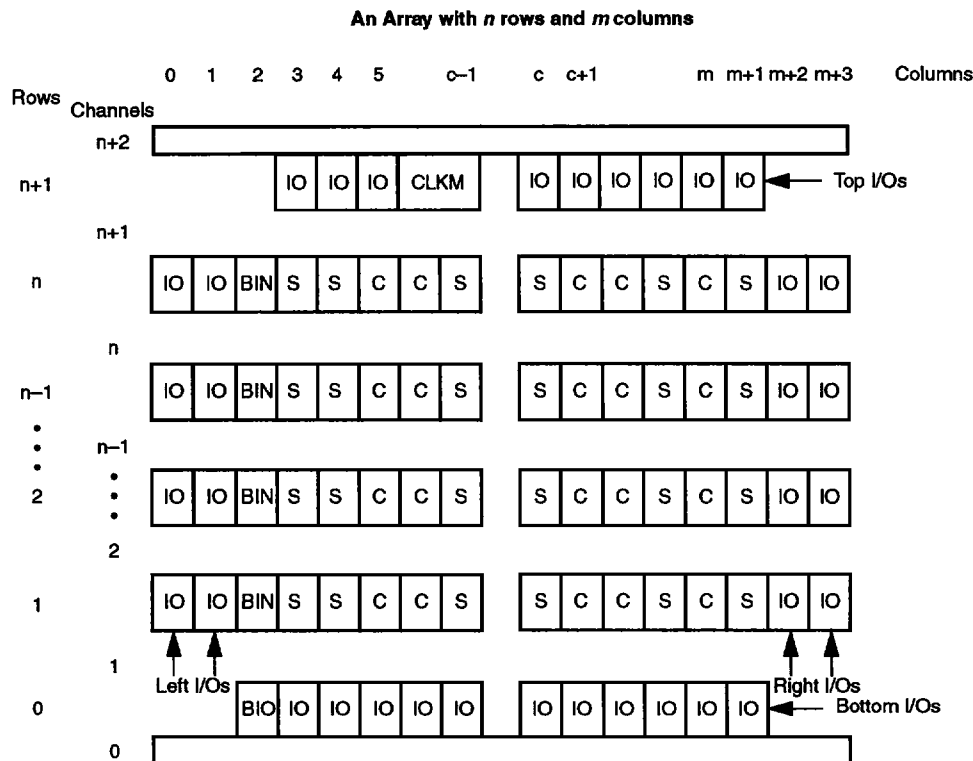 An Array with n rows and m columns
0 1 2 3 4 5 c–1 c c+1 m m+1 m+2 m+3 Columns
Rows
Channels
n+2
n+1 IO IO IO CLKM IO IO IO IO IO IO Top I/Os
n+1
n IO IO BIN S S C C S S C C S C S IO IO
n
n–1 IO IO BIN S S C C S S C C S C S IO IO
n–1
2 IO IO BIN S S C C S S C C S C S IO IO
2
1 IO IO BIN S S C C S S C C S C S IO IO
1 Left I/Os Right I/Os
0 BIO IO IO IO IO IO IO IO IO IO IO IO Bottom I/Os
0